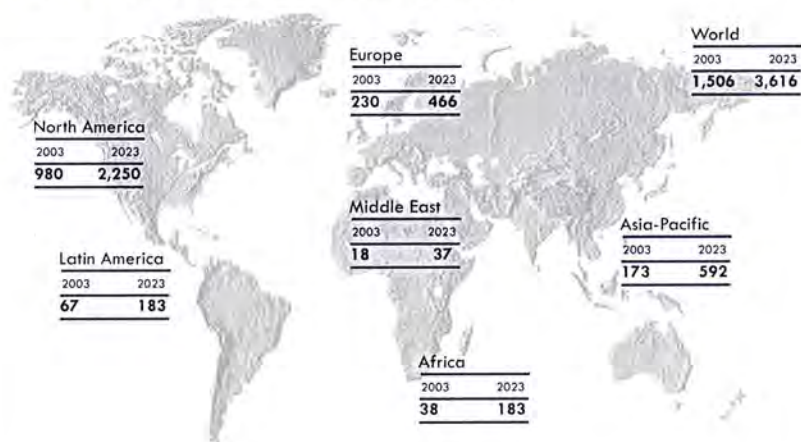 World
2003 2023
1,506 3,616
Europe
2003 2023
230 466
North America
2003 2023
980 2,250
Middle East
2003 2023
18 37
Asia-Pacific
2003 2023
173 592
Latin America
2003 2023
67 183
Africa
2003 2023
38 183